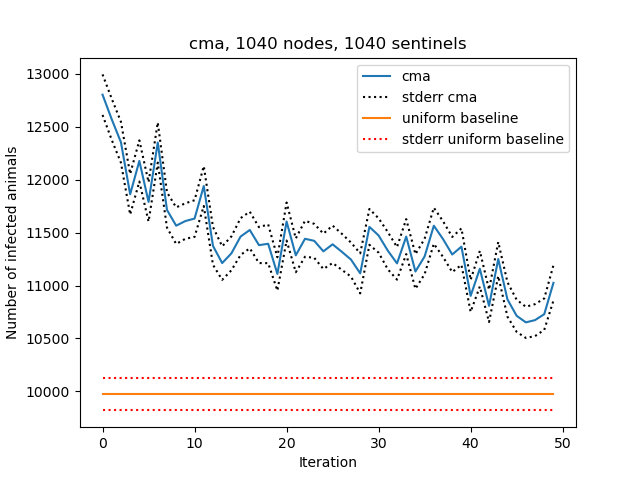 cma, 1040 nodes, 1040 sentinels
cma
stderr cma
uniform baseline
stderr uniform baseline
Number of infected animals
13000
12500
12000
11500
11000
10500
10000
0 10 20 30 40 50
Iteration